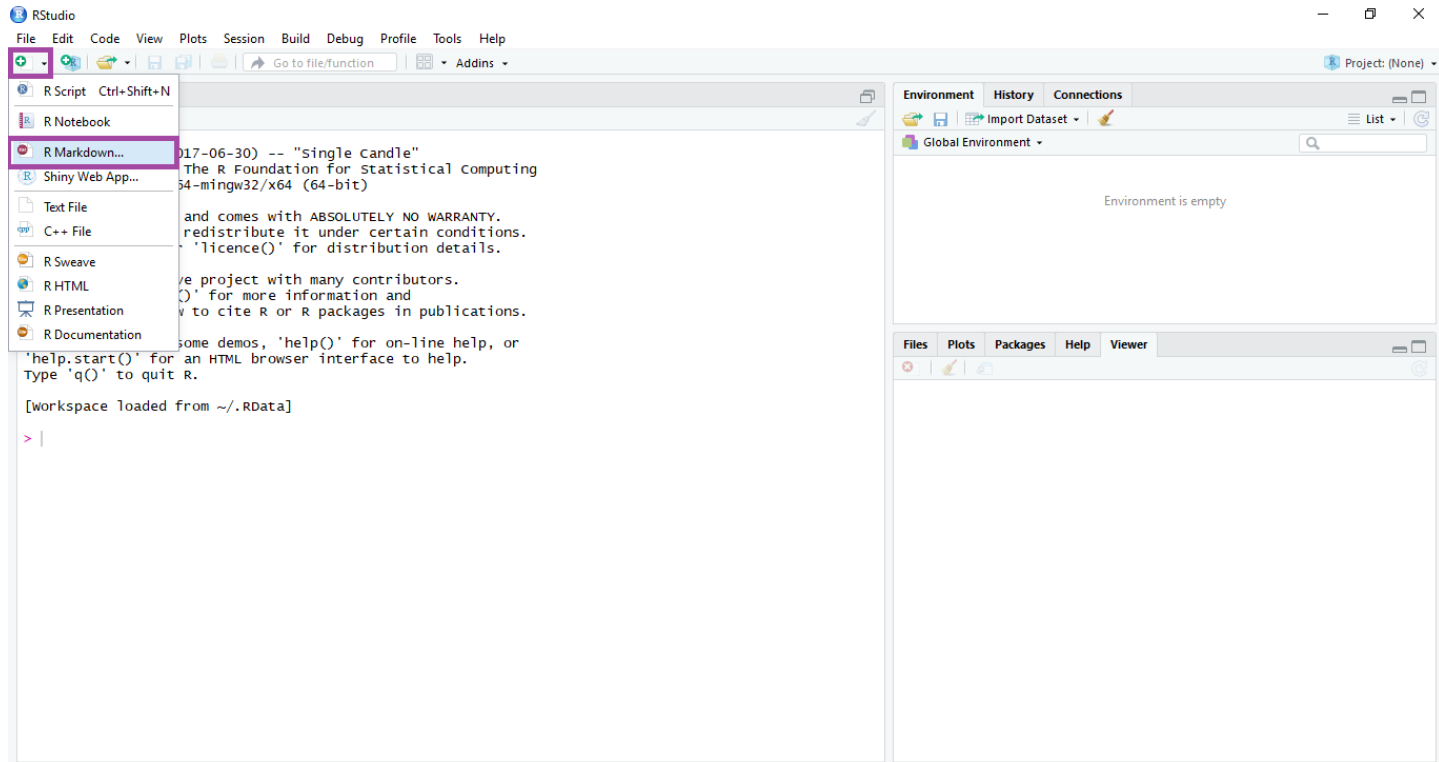 RStudio
File Edit Code View Plots Session Build Debug Profile Tools Help
Go to file/function Addins Project: (None)
R Script Ctrl+Shift+N
R Notebook
R Markdown...
Shiny Web App...
Text File
C++ File
R Sweave
R HTML
R Presentation
R Documentation
017-06-30) -- "Single Candle"
The R Foundation for Statistical Computing
64-mingw32/x64 (64-bit)
and comes with ABSOLUTELY NO WARRANTY.
redistribute it under certain conditions.
'licence()' for distribution details.
project with many contributors.
()' for more information and
to cite R or R packages in publications.
some demos, 'help()' for on-line help, or
'help.start()' for an HTML browser interface to help.
Type 'q()' to quit R.
[Workspace loaded from ~/.RData]
>
Environment History Connections
Import Dataset List
Global Environment
Environment is empty
Files Plots Packages Help Viewer